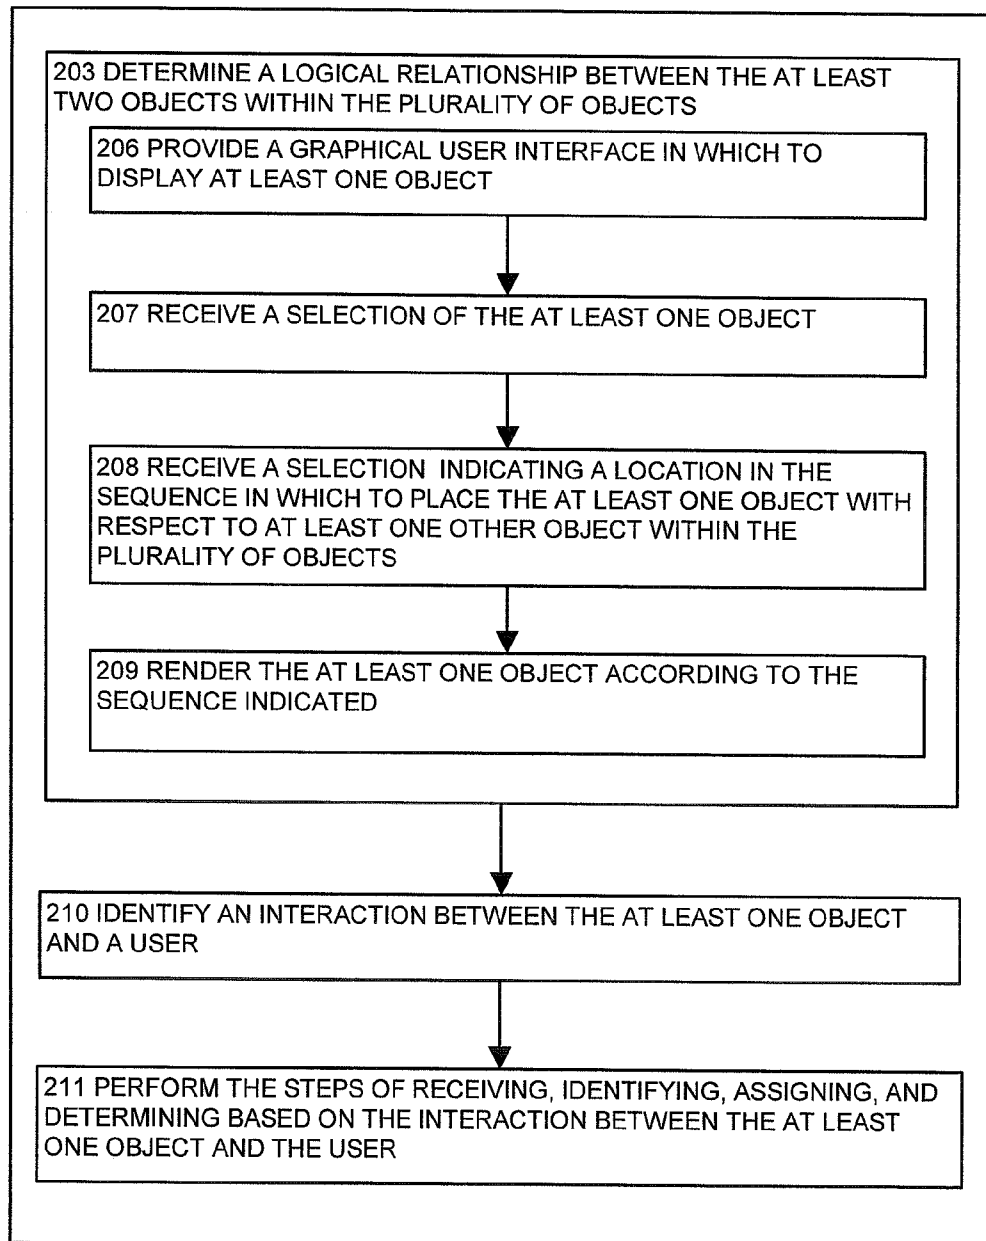 203 DETERMINE A LOGICAL RELATIONSHIP BETWEEN THE AT LEAST
TWO OBJECTS WITHIN THE PLURALITY OF OBJECTS
206 PROVIDE A GRAPHICAL USER INTERFACE IN WHICH TO
DISPLAY AT LEAST ONE OBJECT
207 RECEIVE A SELECTION OF THE AT LEAST ONE OBJECT
208 RECEIVE A SELECTION INDICATING A LOCATION IN THE
SEQUENCE IN WHICH TO PLACE THE AT LEAST ONE OBJECT WITH
RESPECT TO AT LEAST ONE OTHER OBJECT WITHIN THE
PLURALITY OF OBJECTS
209 RENDER THE AT LEAST ONE OBJECT ACCORDING TO THE
SEQUENCE INDICATED
210 IDENTIFY AN INTERACTION BETWEEN THE AT LEAST ONE OBJECT
AND A USER
211 PERFORM THE STEPS OF RECEIVING, IDENTIFYING, ASSIGNING, AND
DETERMINING BASED ON THE INTERACTION BETWEEN THE AT LEAST
ONE OBJECT AND THE USER